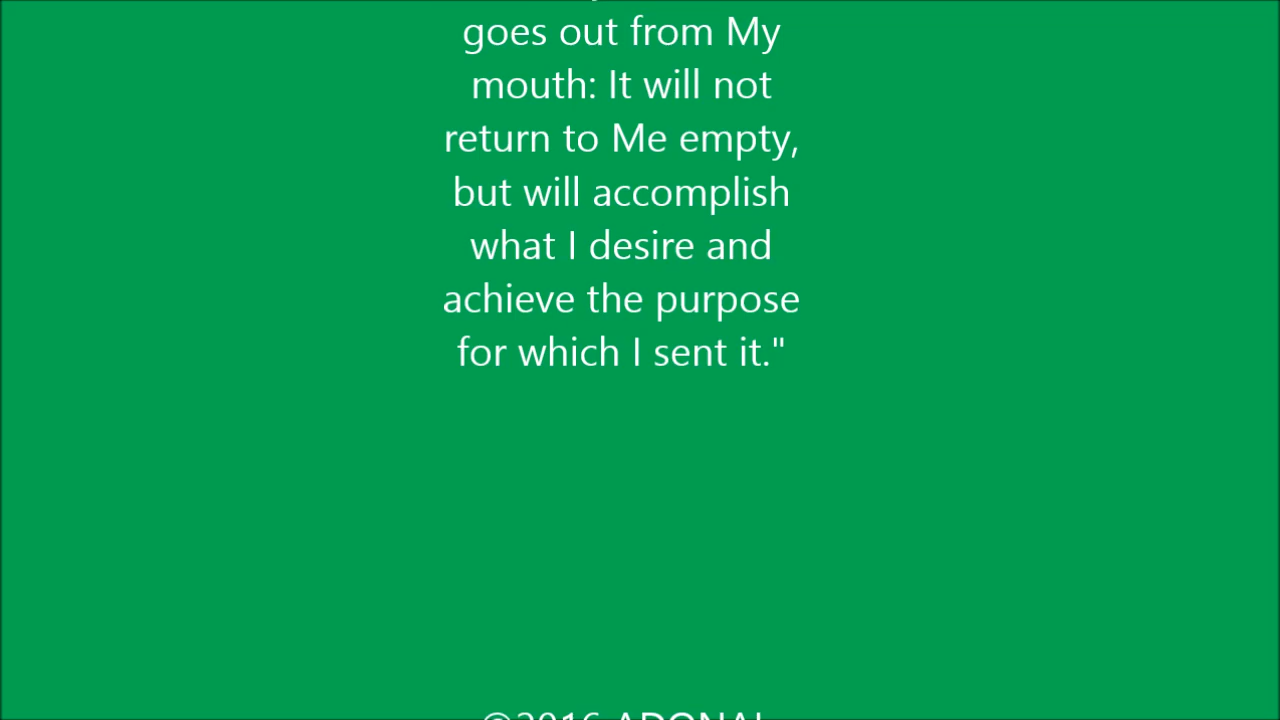 goes out from My
mouth: It will not
return to Me empty,
but will accomplish
what I desire and
achieve the purpose
for which I sent it."
©2016 ADONAI